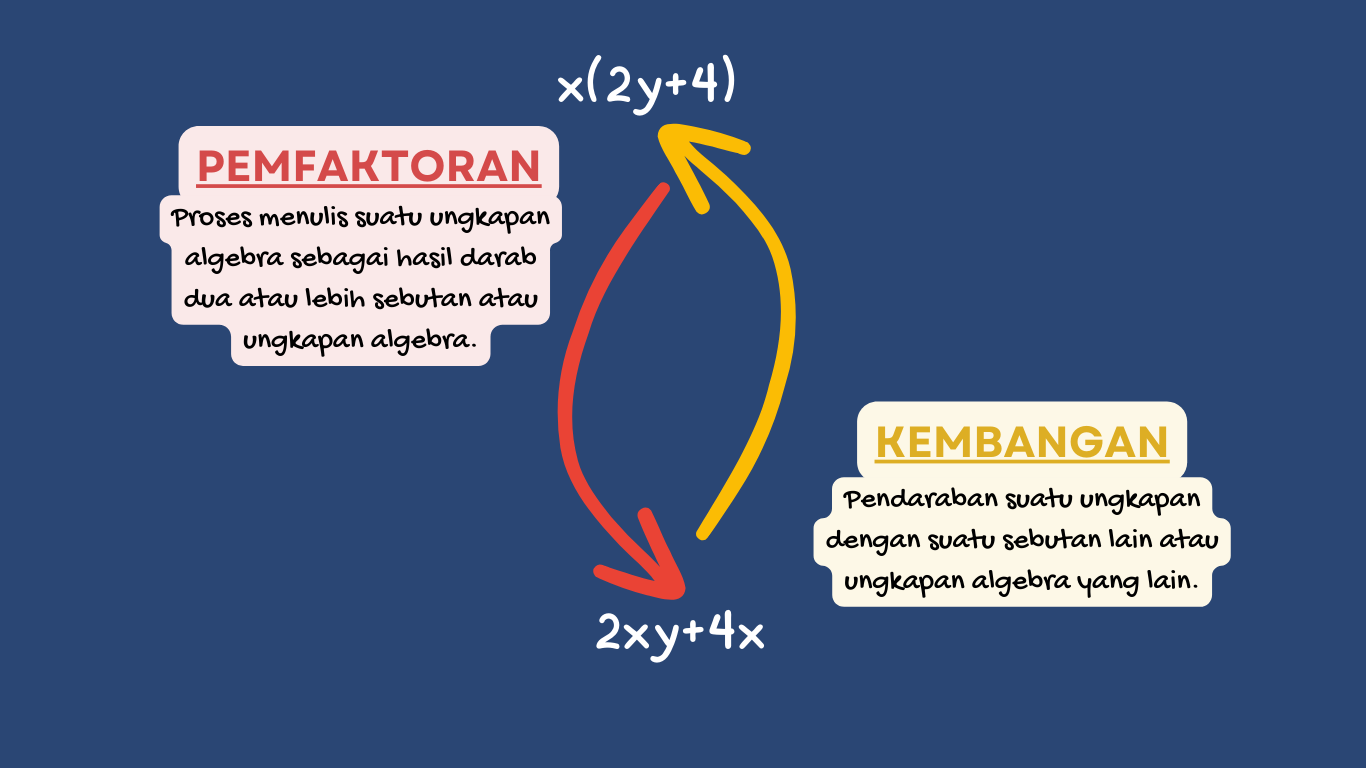 x(2y+4)
PEMFAKTORAN
Proses menulis suatu ungkapan
algebra sebagai hasil darab
dua atau lebih sebutan atau
ungkapan algebra.
KEMBANGAN
Pendaraban suatu ungkapan
dengan suatu sebutan lain atau
ungkapan algebra yang lain.
2xy+4x